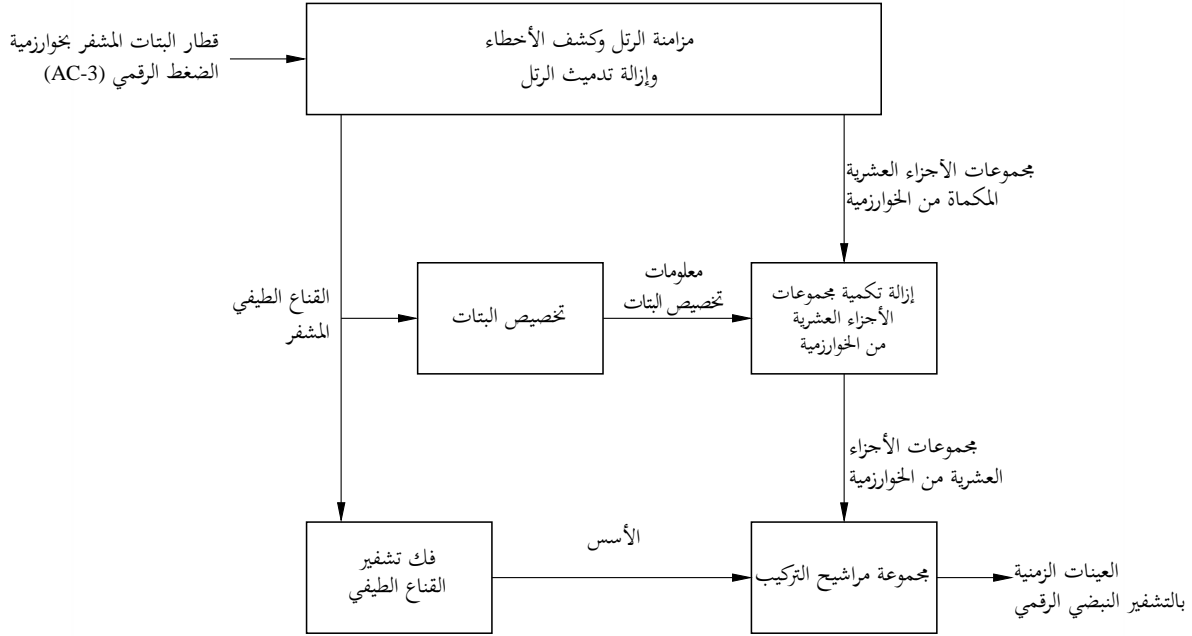 قطار البتات المشفر بخوارزمية
الضغط الرقمي (AC-3)
مزامنة الرتل وكشف الأخطاء
وإزالة تدميث الرتل
مجموعات الأجزاء العشرية
المكماة من الخوارزمية
القناع الطيفي
المشفر
تخصيص البتات
معلومات
تخصيص البتات
إزالة تكمية مجموعات
الأجزاء العشرية
من الخوارزمية
مجموعات الأجزاء
العشرية من الخوارزمية
فك تشفير
القناع الطيفي
الأسس
مجموعة مراشيح التركيب
العينات الزمنية
بالتشفير النبضي الرقمي